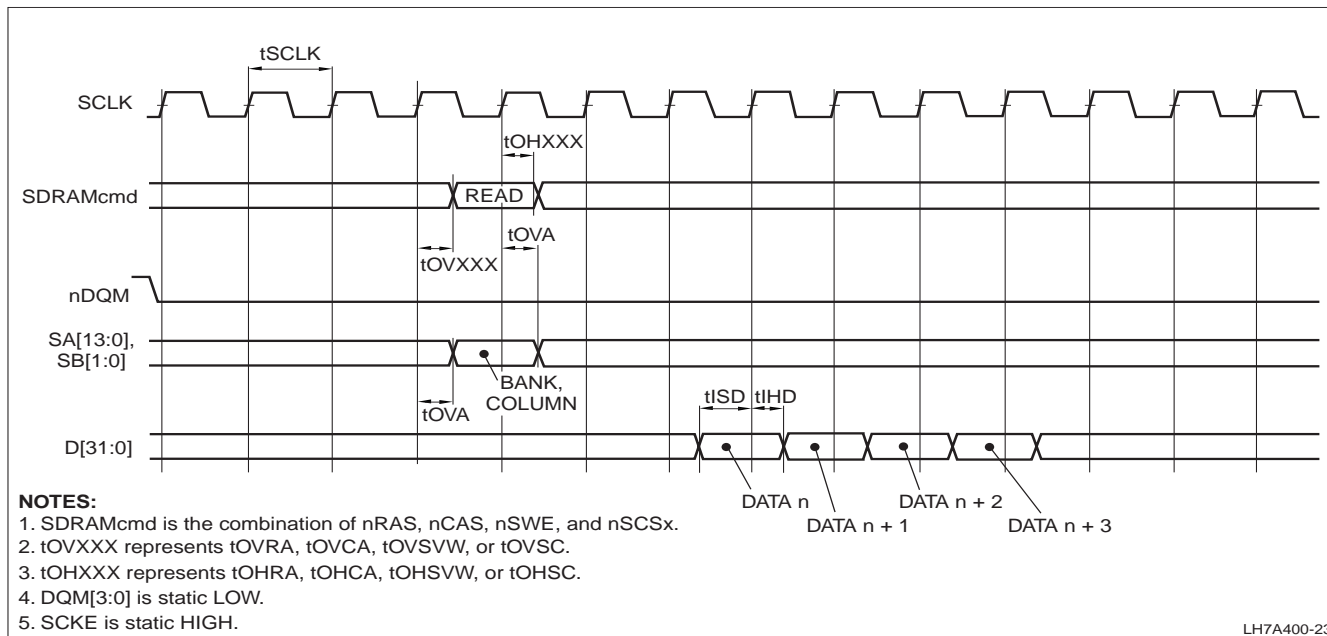 tSCLK
SCLK
tOHXXX
SDRAMcmd
READ
tOVA
tOVXXX
nDQM
SA[13:0],
SB[1:0]
BANK,
COLUMN
tOVA
tISD
tIHD
D[31:0]
DATA n
DATA n + 2
DATA n + 1
DATA n + 3
NOTES:
1. SDRAMcmd is the combination of nRAS, nCAS, nSWE, and nSCSx.
2. tOVXXX represents tOVRA, tOVCA, tOVSVW, or tOVSC.
3. tOHXXX represents tOHRA, tOHCA, tOHSVW, or tOHSC.
4. DQM[3:0] is static LOW.
5. SCKE is static HIGH.
LH7A400-23